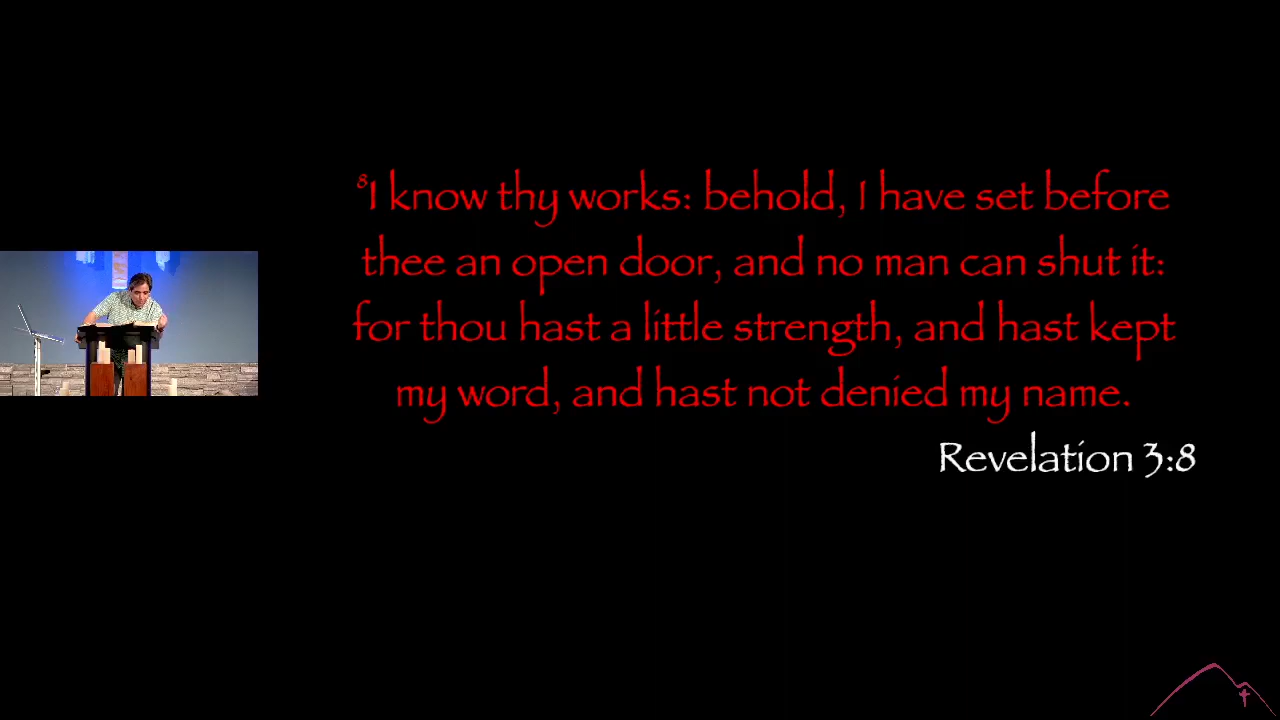 ⁸I know thy works: behold, I have set before
thee an open door, and no man can shut it:
for thou hast a little strength, and hast kept
my word, and hast not denied my name.
Revelation 3:8